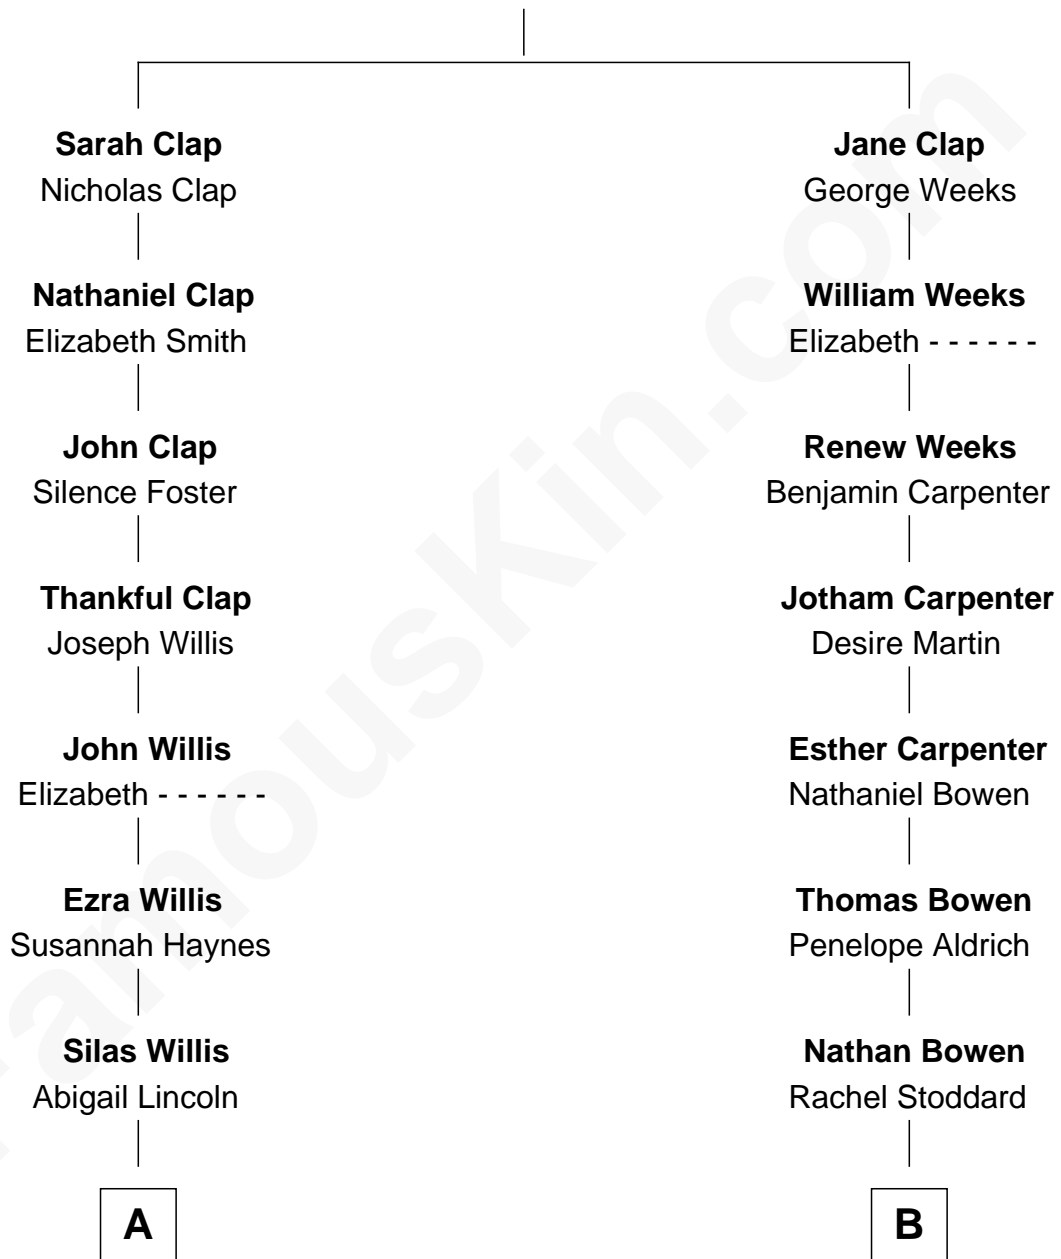 Sarah Clap
Nicholas Clap
Nathaniel Clap
Elizabeth Smith
John Clap
Silence Foster
Thankful Clap
Joseph Willis
John Willis
Elizabeth - - - - - -
Ezra Willis
Susannah Haynes
Silas Willis
Abigail Lincoln
A
Jane Clap
George Weeks
William Weeks
Elizabeth - - - - - -
Renew Weeks
Benjamin Carpenter
Jotham Carpenter
Desire Martin
Esther Carpenter
Nathaniel Bowen
Thomas Bowen
Penelope Aldrich
Nathan Bowen
Rachel Stoddard
B
FamousKin.com